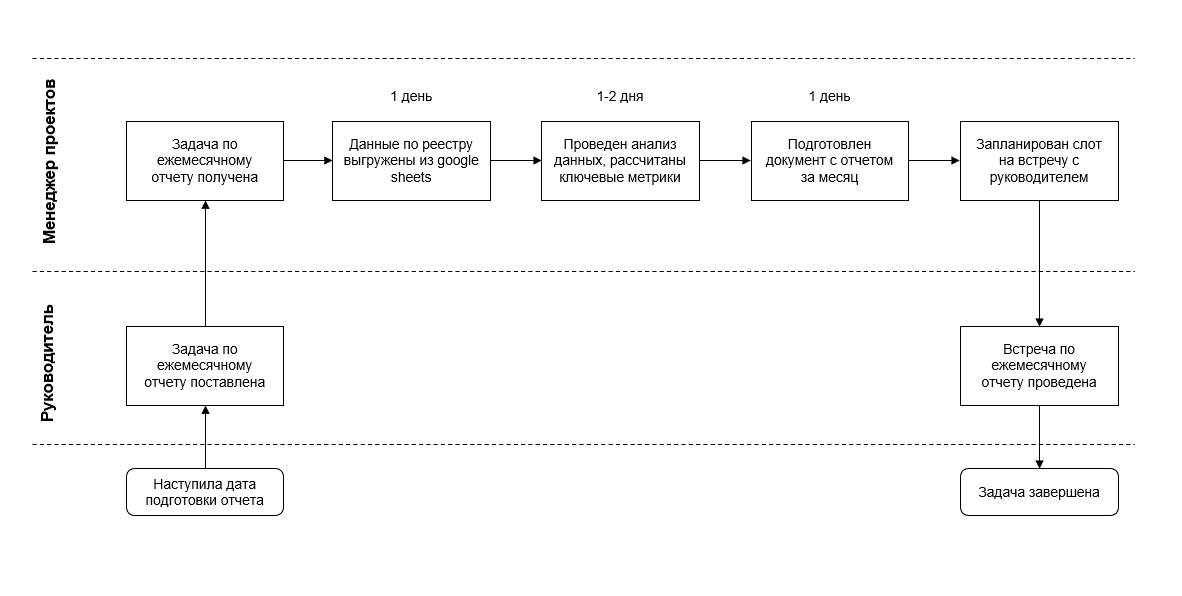 Менеджер проектов
1 день
1-2 дня
1 день
Задача по
ежемесячному
отчету получена
Данные по реестру
выгружены из google
sheets
Проведен анализ
данных, рассчитаны
ключевые метрики
Подготовлен
документ с отчетом
за месяц
Запланирован слот
на встречу с
руководителем
Руководитель
Задача по
ежемесячному
отчету поставлена
Встреча по
ежемесячному
отчету проведена
Наступила дата
подготовки отчета
Задача завершена